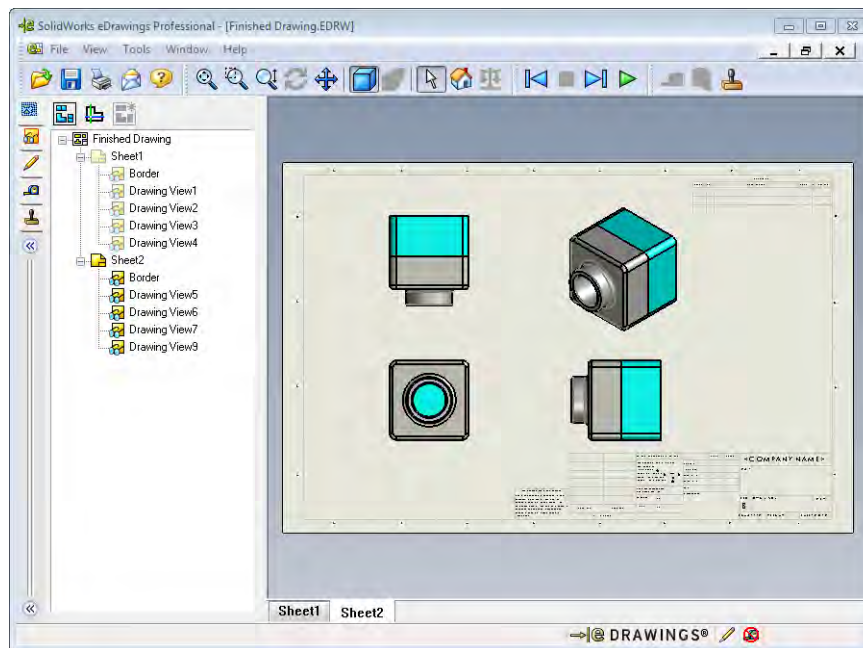 SolidWorks eDrawings Professional - [Finished Drawing.EDRW]
File View Tools Window Help
Finished Drawing
Sheet1
Border
Drawing View1
Drawing View2
Drawing View3
Drawing View4
Sheet2
Border
Drawing View5
Drawing View6
Drawing View7
Drawing View9
<COMPANY NAME>
Sheet1 Sheet2
e DRAWINGS®